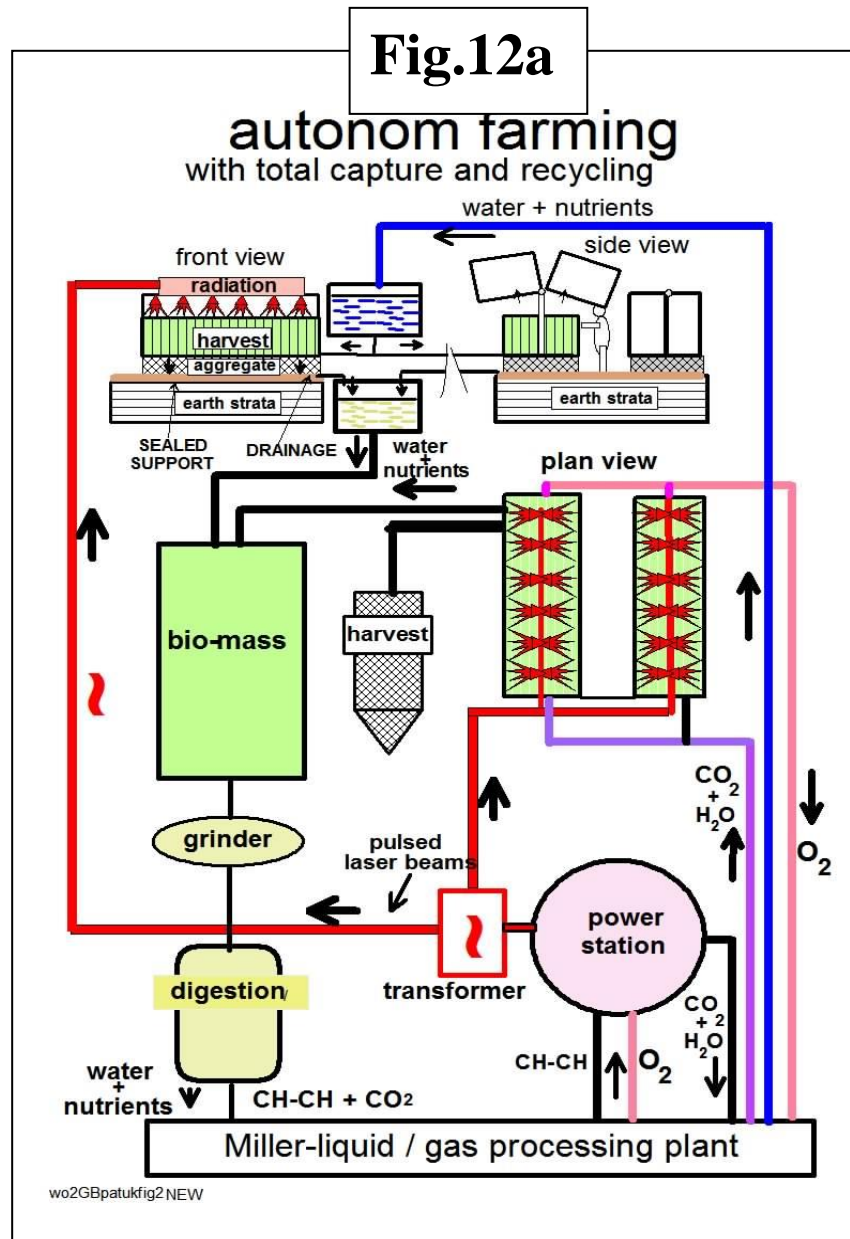 Fig.12a
autonom farming
with total capture and recycling
water + nutrients
front view
side view
radiation
harvest
aggregate
earth strata
earth strata
SEALED
SUPPORT
DRAINAGE
water
+
nutrients
plan view
bio-mass
harvest
~
CO2
+
H2O
O2
grinder
pulsed
laser beams
~
power
station
transformer
digestion
CO
+ 2
H2O
CH-CH
O2
water
+
nutrients
CH-CH + CO2
Miller-liquid / gas processing plant
wo2GBpatukfig2 NEW